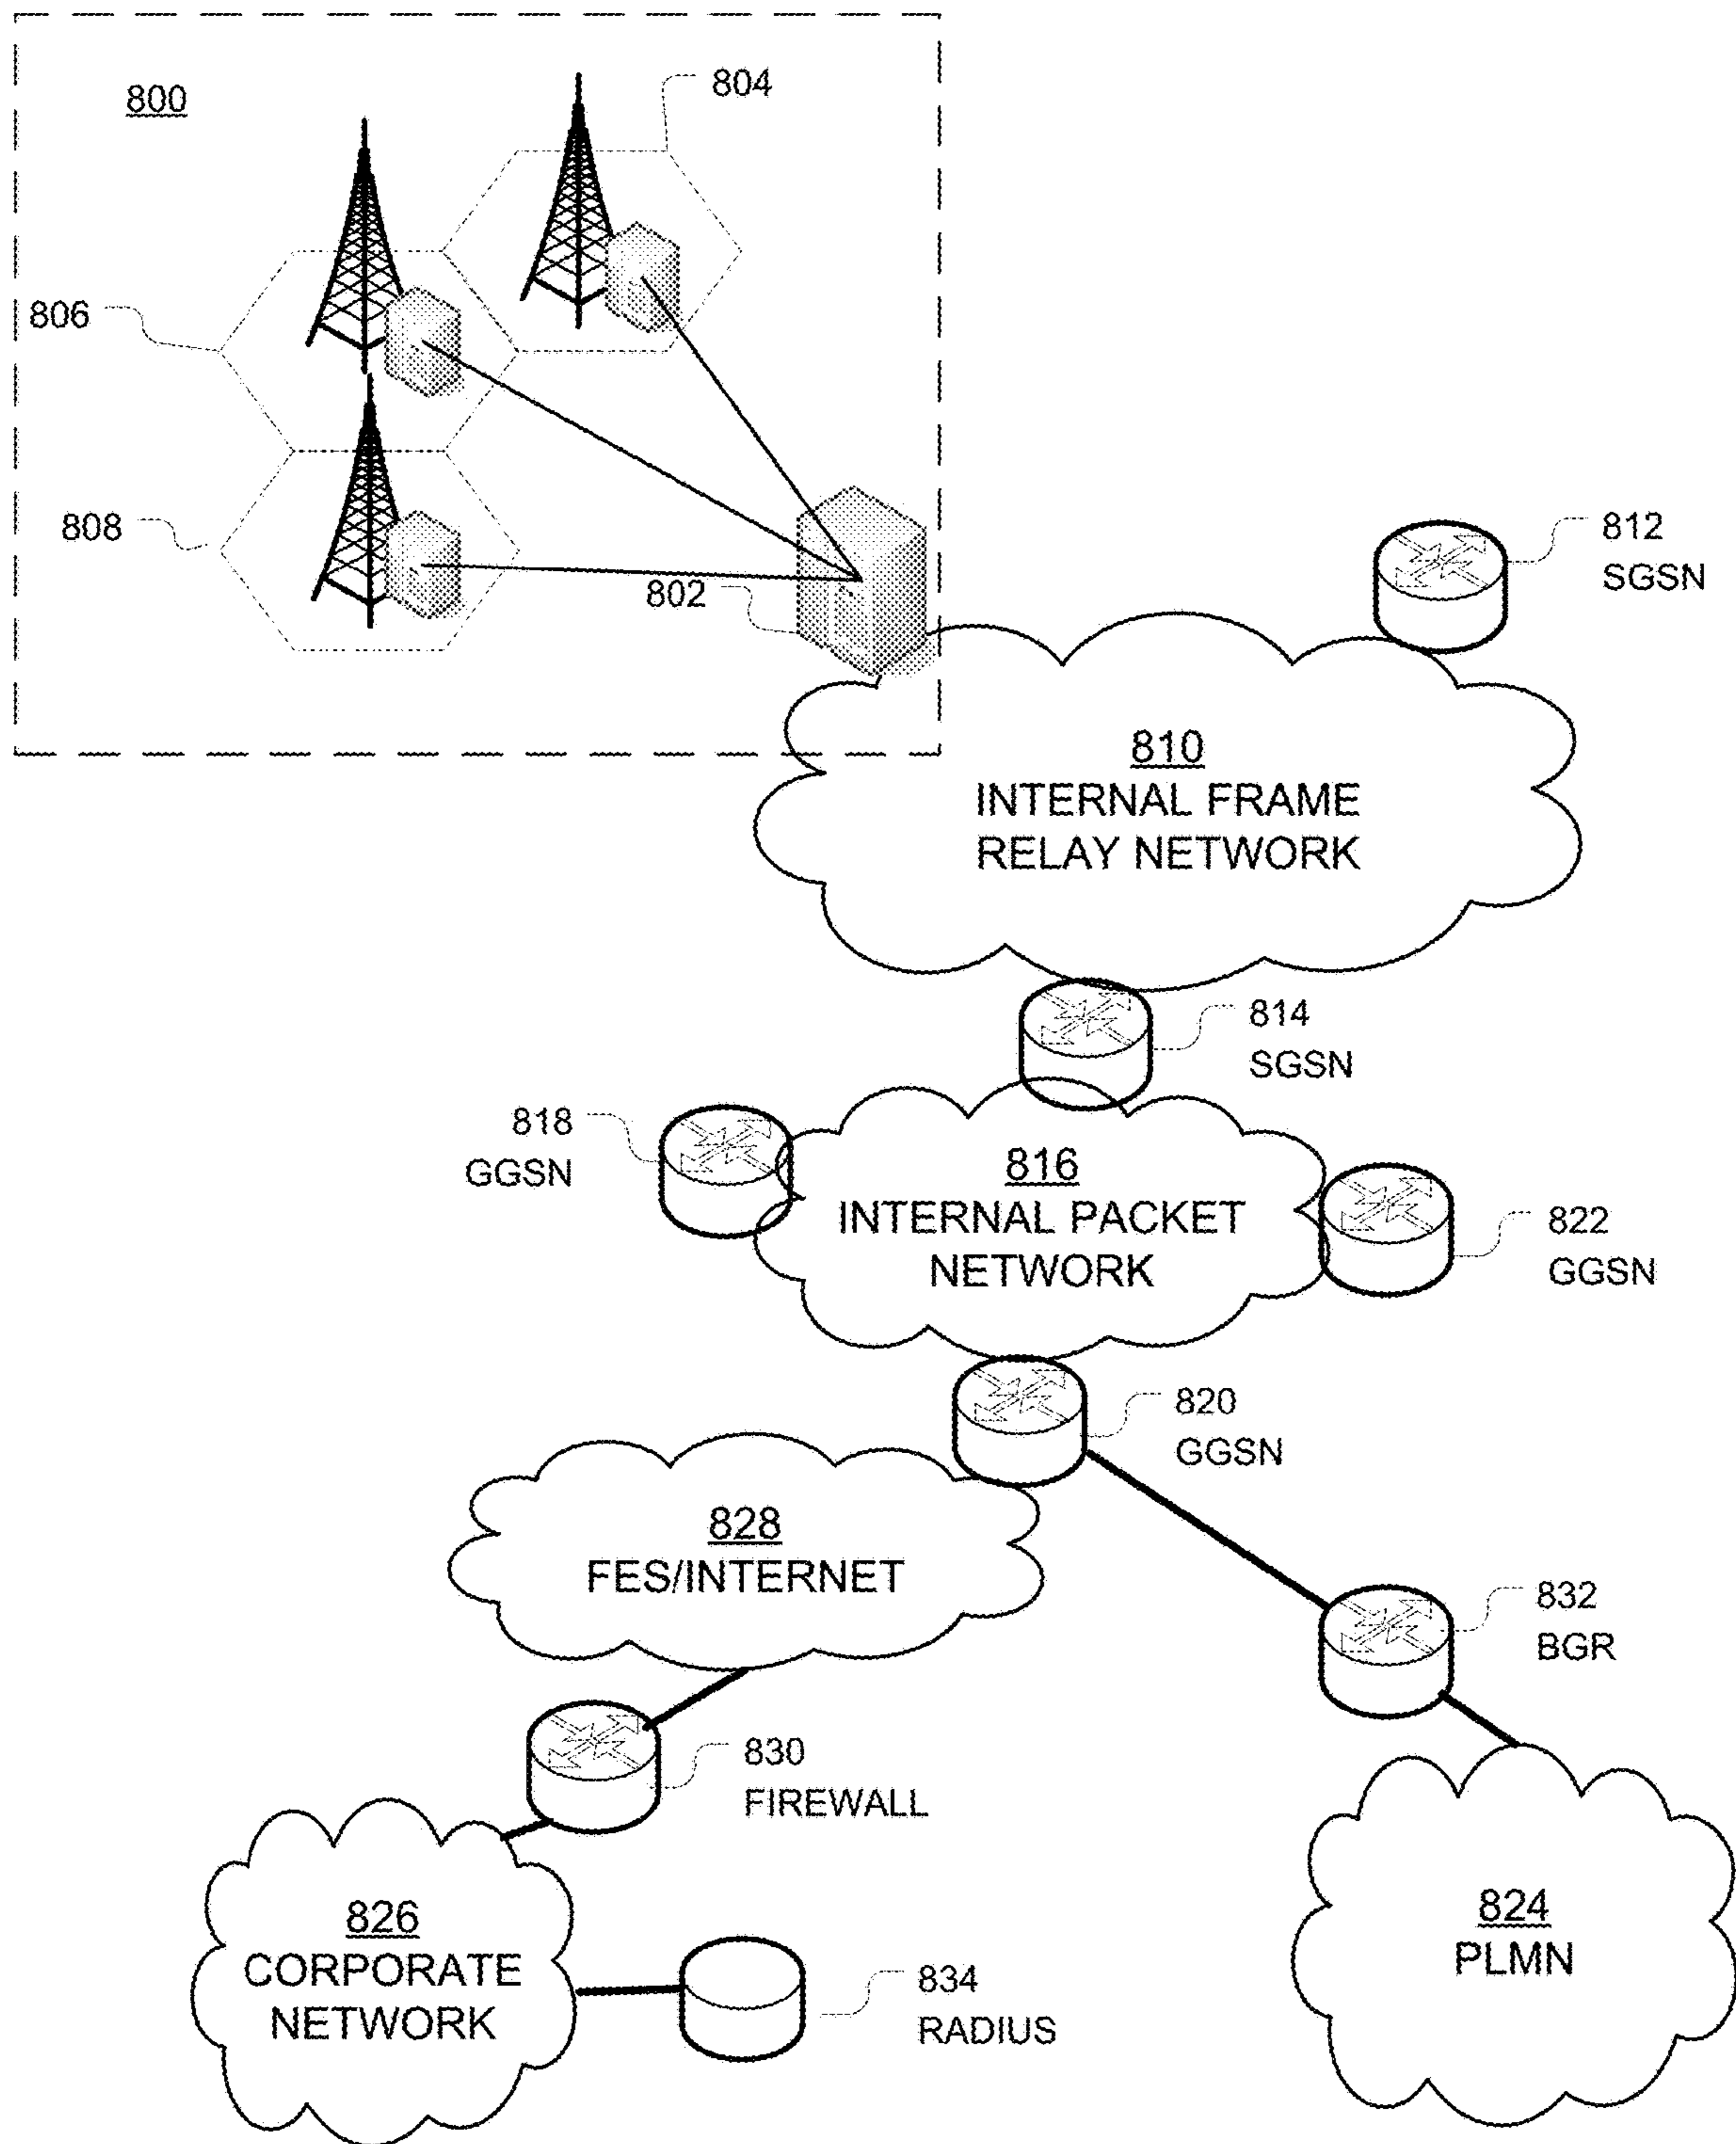 800
804
806
808
802
812
SGSN
810
INTERNAL FRAME
RELAY NETWORK
814
SGSN
818
GGSN
816
INTERNAL PACKET
NETWORK
822
GGSN
820
GGSN
828
FES/INTERNET
832
BGR
830
FIREWALL
826
CORPORATE
NETWORK
824
PLMN
834
RADIUS